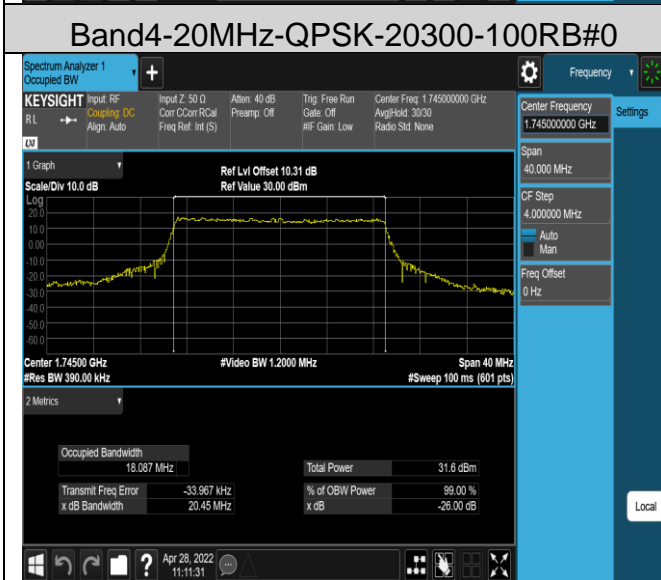 Band4-20MHz-QPSK-20300-100RB#0
Spectrum Analyzer 1
Occupied BW
+
Frequency
KEYSIGHT
RL
Input: RF
Coupling: DC
Align: Auto
Input Z: 50 Ω
Corr CCorr RCal
Freq Ref: Int (S)
Atten: 40 dB
Preamp: Off
Trig: Free Run
Gate: Off
#IF Gain: Low
Center Freq: 1.745000000 GHz
Avg|Hold: 30/30
Radio Std: None
LXI
Center Frequency
1.745000000 GHz
Settings
Span
40.000 MHz
CF Step
4.000000 MHz
Auto
Man
Freq Offset
0 Hz
1 Graph
Scale/Div 10.0 dB
Ref Lvl Offset 10.31 dB
Ref Value 30.00 dBm
Log
20.0
10.0
0.00
-10.0
-20.0
-30.0
-40.0
-50.0
-60.0
Center 1.74500 GHz
#Video BW 1.2000 MHz
Span 40 MHz
#Res BW 390.00 kHz
#Sweep 100 ms (601 pts)
2 Metrics
Occupied Bandwidth
18.087 MHz
Total Power 31.6 dBm
Transmit Freq Error -33.967 kHz
% of OBW Power 99.00 %
x dB Bandwidth 20.45 MHz
x dB -26.00 dB
Local
?
Apr 28, 2022
11:11:31